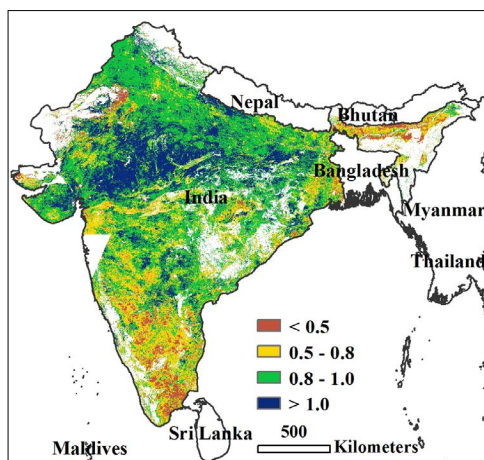 Nepal
Bhutan
Bangladesh
India
Myanmar
Thailand
< 0.5
0.5 - 0.8
0.8 - 1.0
> 1.0
Maldives
Sri Lanka
500
Kilometers